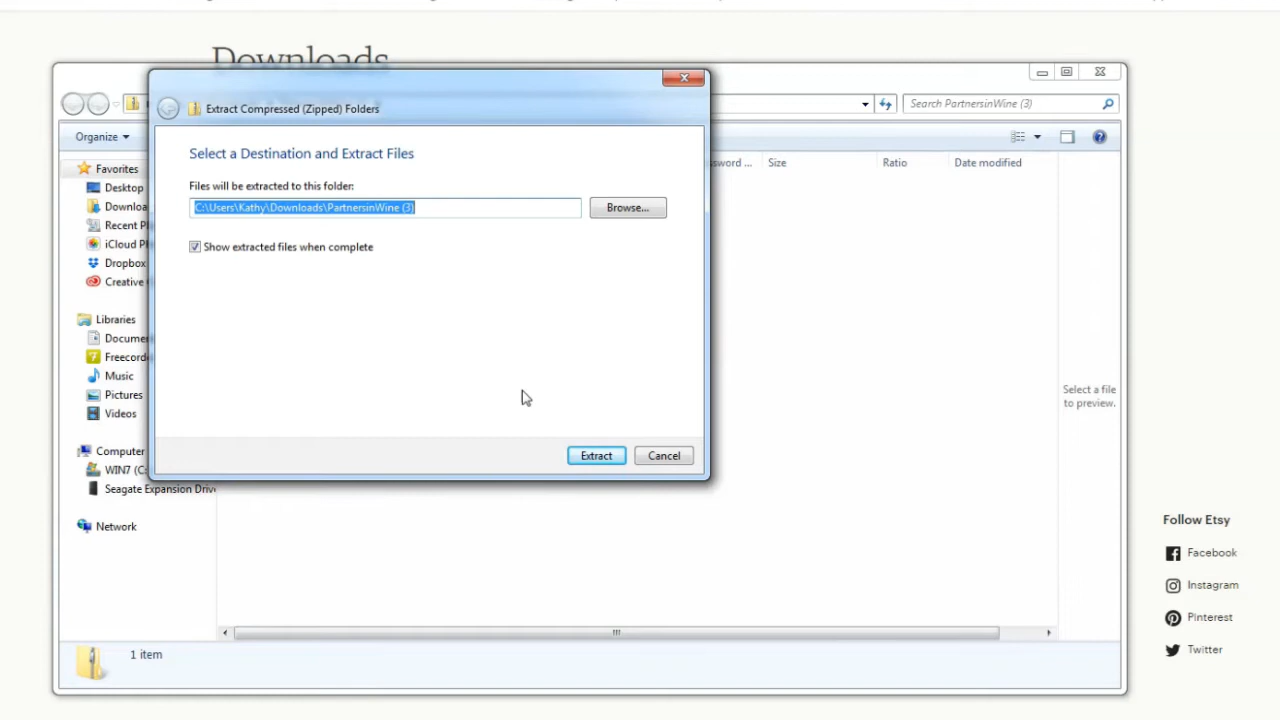 Downloads
Extract Compressed (Zipped) Folders
Search PartnersinWine (3)
Organize
Select a Destination and Extract Files
Size
Ratio
Date modified
Favorites
Files will be extracted to this folder:
Desktop
C:\Users\Kathy\Downloads\PartnersinWine (3)
Browse...
Recent
Dropbox
Show extracted files when complete
Creative
Libraries
Music
Pictures
Videos
Select a file
to preview.
Computer
Extract
Cancel
WIN7 (C:
Seagate Expansion Driv
Network
1 item
Follow Etsy
Facebook
Instagram
Pinterest
Twitter